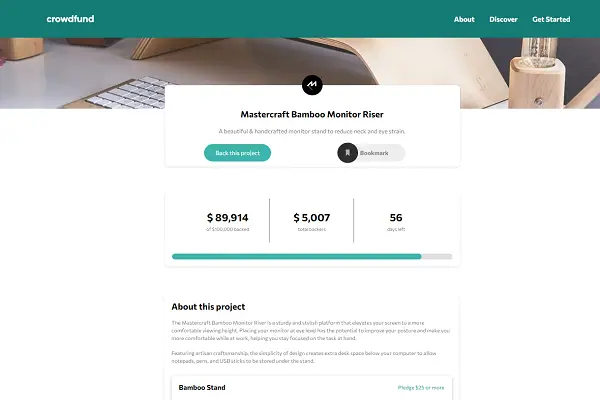 crowdfund
About Discover Get Started
Mastercraft Bamboo Monitor Riser
A beautiful & handcrafted monitor stand to reduce neck and eye strain.
Back this project
Bookmark
$ 89,914 $ 5,007 56
of $100,000 backed total backers days left
About this project
The Mastercraft Bamboo Monitor Riser is a sturdy and stylish platform that elevates your screen to a more
comfortable viewing height. Placing your monitor at eye level has the potential to improve your posture and make you
more comfortable while at work, helping you stay focused on the task at hand.
Featuring artisan craftsmanship, the simplicity of design creates extra desk space below your computer to allow
notepads, pens, and USB sticks to be stored under the stand.
Bamboo Stand
Pledge $25 or more